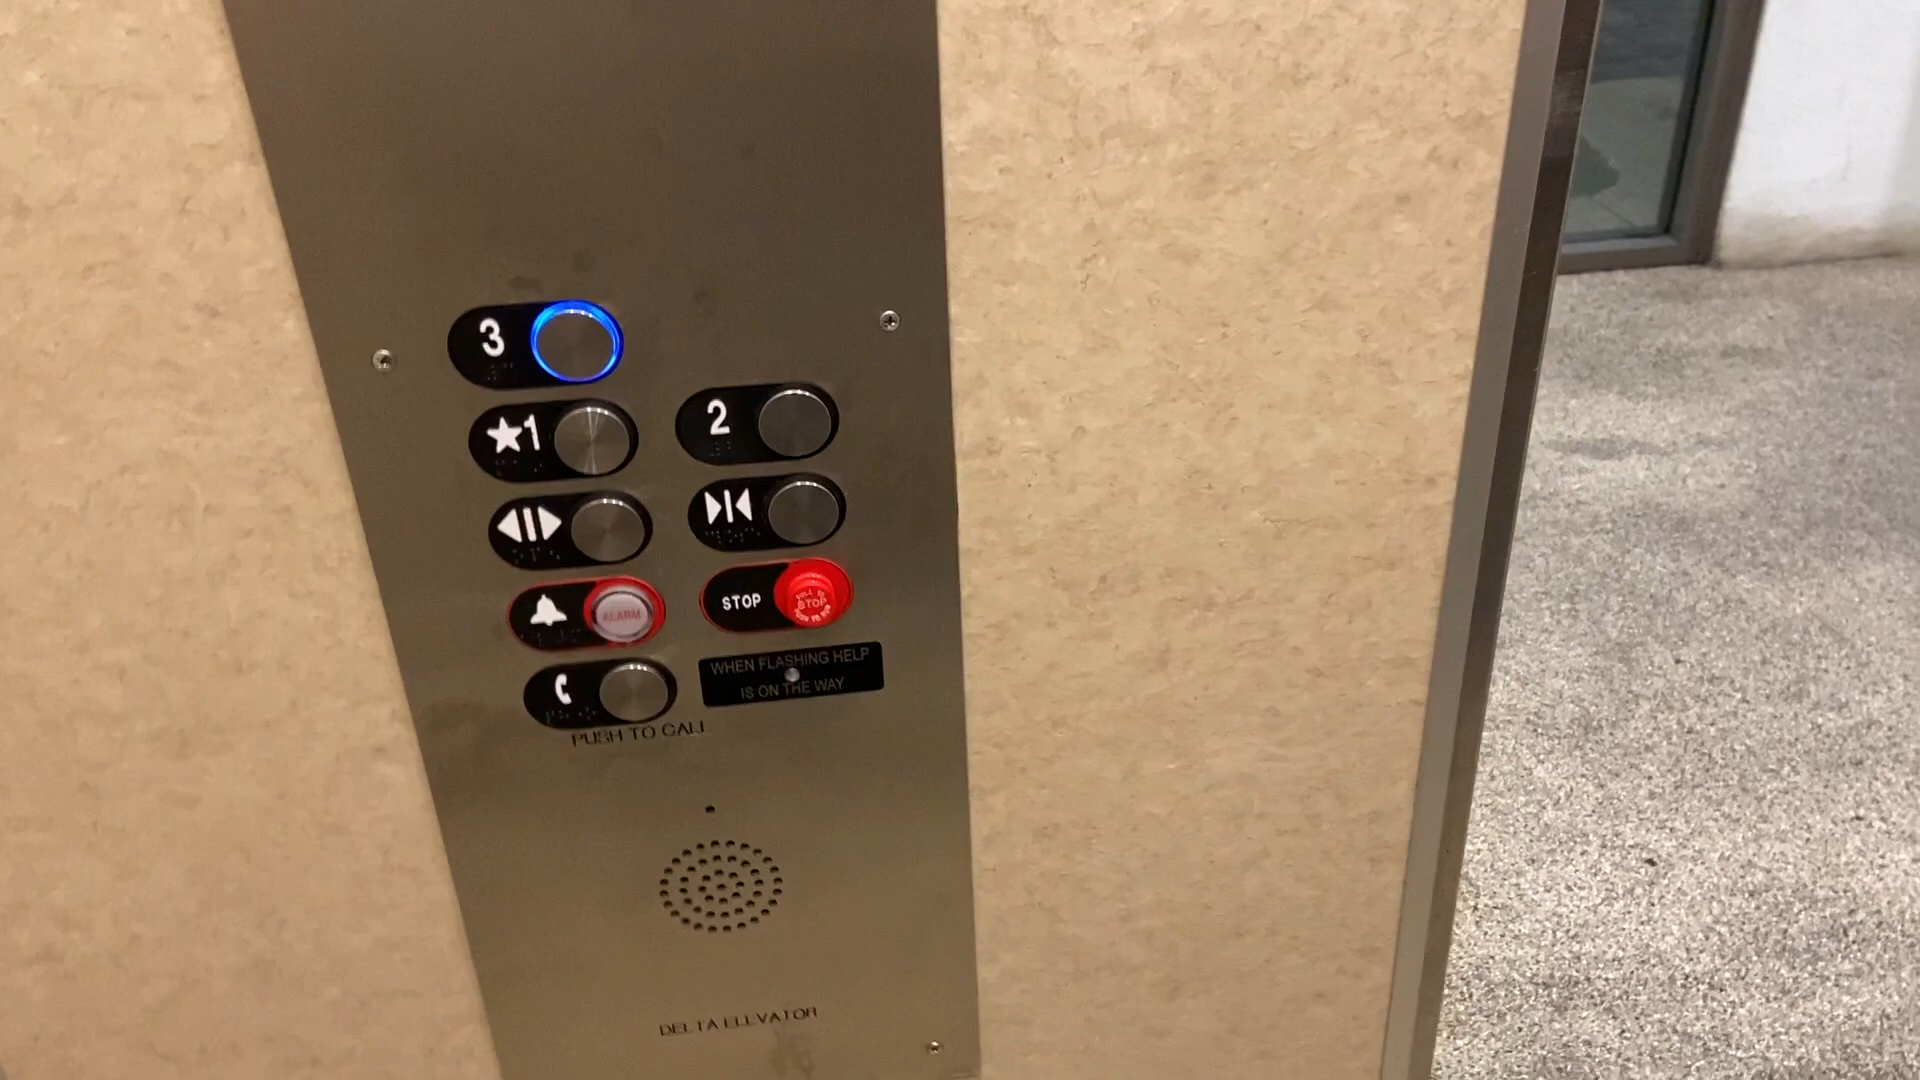 3
★1
2
ALARM
STOP
PULL TO
STOP
PUSH TO RUN
WHEN FLASHING HELP
IS ON THE WAY
PUSH TO CALL
DELTA ELEVATOR